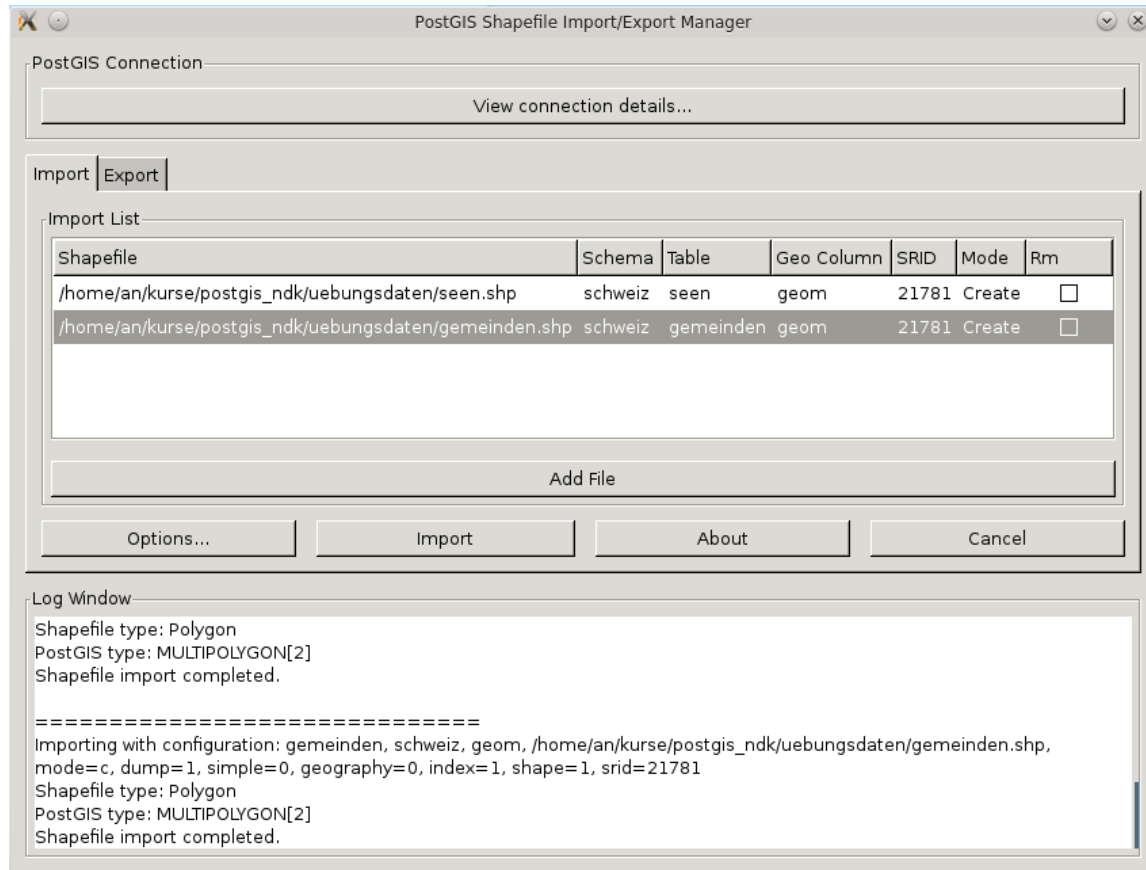 PostGIS Shapefile Import/Export Manager
PostGIS Connection
View connection details...
Import Export
Import List
Shapefile Schema Table Geo Column SRID Mode Rm
/home/an/kurse/postgis_ndk/uebungsdaten/seen.shp schweiz seen geom 21781 Create
/home/an/kurse/postgis_ndk/uebungsdaten/gemeinden.shp schweiz gemeinden geom 21781 Create
Add File
Options... Import About Cancel
Log Window
Shapefile type: Polygon
PostGIS type: MULTIPOLYGON[2]
Shapefile import completed.
==============================
Importing with configuration: gemeinden, schweiz, geom, /home/an/kurse/postgis_ndk/uebungsdaten/gemeinden.shp,
mode=c, dump=1, simple=0, geography=0, index=1, shape=1, srid=21781
Shapefile type: Polygon
PostGIS type: MULTIPOLYGON[2]
Shapefile import completed.